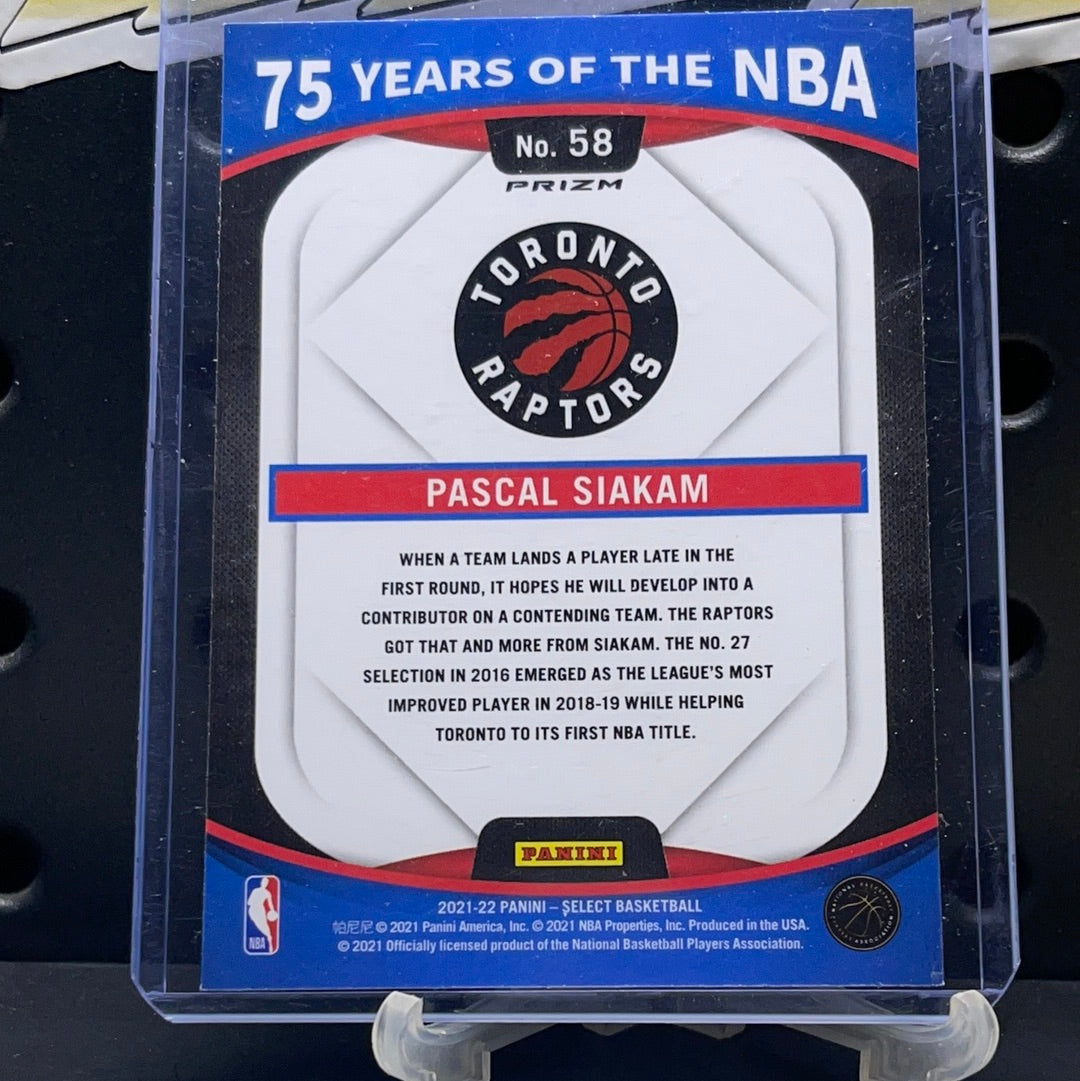 75 YEARS OF THE NBA
No. 58
PRIZM
TORONTO
RAPTORS
PASCAL SIAKAM
WHEN A TEAM LANDS A PLAYER LATE IN THE
FIRST ROUND, IT HOPES HE WILL DEVELOP INTO A
CONTRIBUTOR ON A CONTENDING TEAM. THE RAPTORS
GOT THAT AND MORE FROM SIAKAM. THE NO. 27
SELECTION IN 2016 EMERGED AS THE LEAGUE'S MOST
IMPROVED PLAYER IN 2018-19 WHILE HELPING
TORONTO TO ITS FIRST NBA TITLE.
PANINI
NBA
2021-22 PANINI – SELECT BASKETBALL
帕尼尼 © 2021 Panini America, Inc. © 2021 NBA Properties, Inc. Produced in the USA.
© 2021 Officially licensed product of the National Basketball Players Association.
NATIONAL BASKETBALL
PLAYERS ASSOCIATION